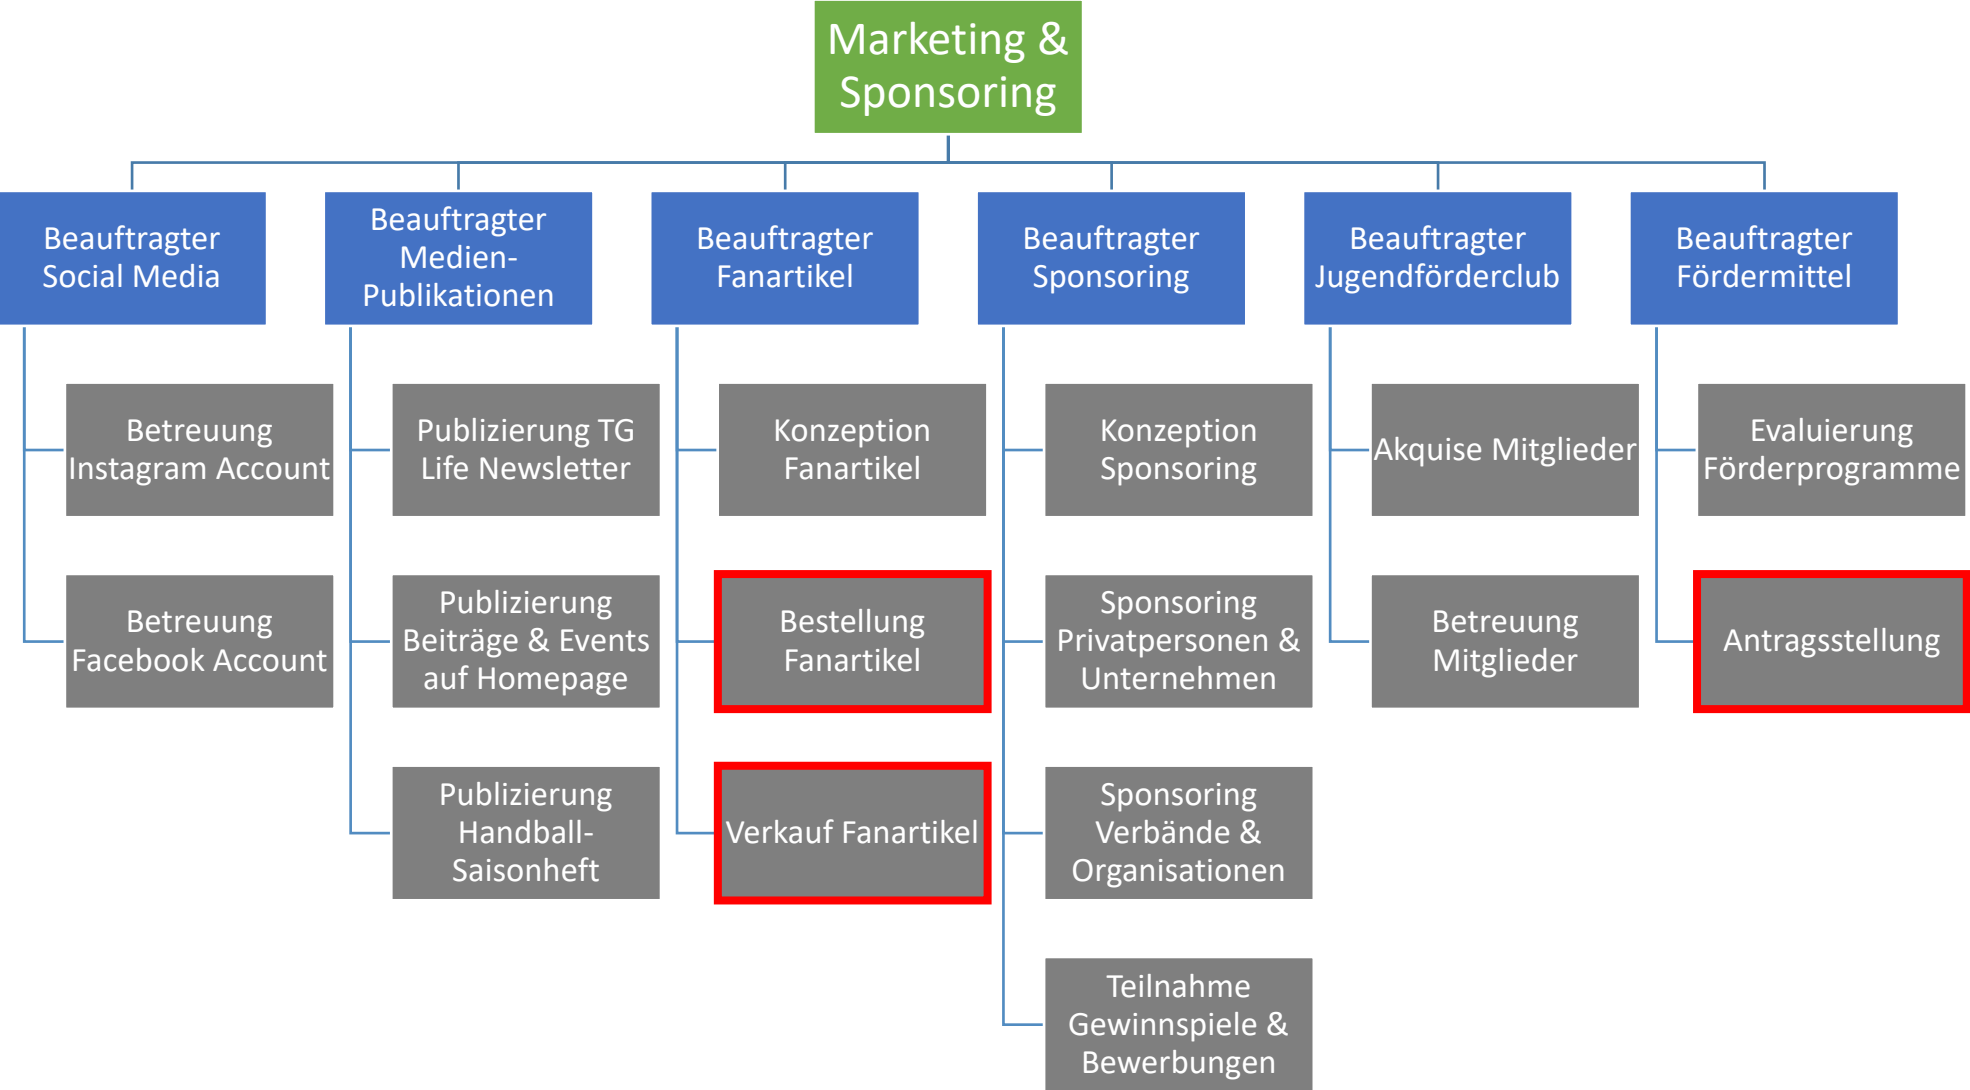 Marketing &
Sponsoring
Beauftragter
Social Media
Beauftragter
Medien-
Publikationen
Beauftragter
Fanartikel
Beauftragter
Sponsoring
Beauftragter
Jugendförderclub
Beauftragter
Fördermittel
Betreuung
Instagram Account
Publizierung TG
Life Newsletter
Konzeption
Fanartikel
Konzeption
Sponsoring
Akquise Mitglieder
Evaluierung
Förderprogramme
Betreuung
Facebook Account
Publizierung
Beiträge & Events
auf Homepage
Bestellung
Fanartikel
Sponsoring
Privatpersonen &
Unternehmen
Betreuung
Mitglieder
Antragsstellung
Publizierung
Handball-
Saisonheft
Verkauf Fanartikel
Sponsoring
Verbände &
Organisationen
Teilnahme
Gewinnspiele &
Bewerbungen